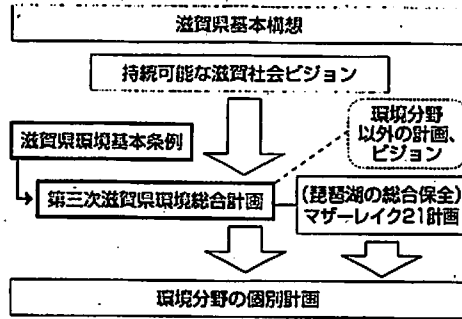 滋賀県基本構想
持続可能な滋賀社会ビジョン
環境分野
以外の計画、
ビジョン
滋賀県環境基本条例
第三次滋賀県環境総合計画
(琵琶湖の総合保全)
マザーレイク21計画
環境分野の個別計画